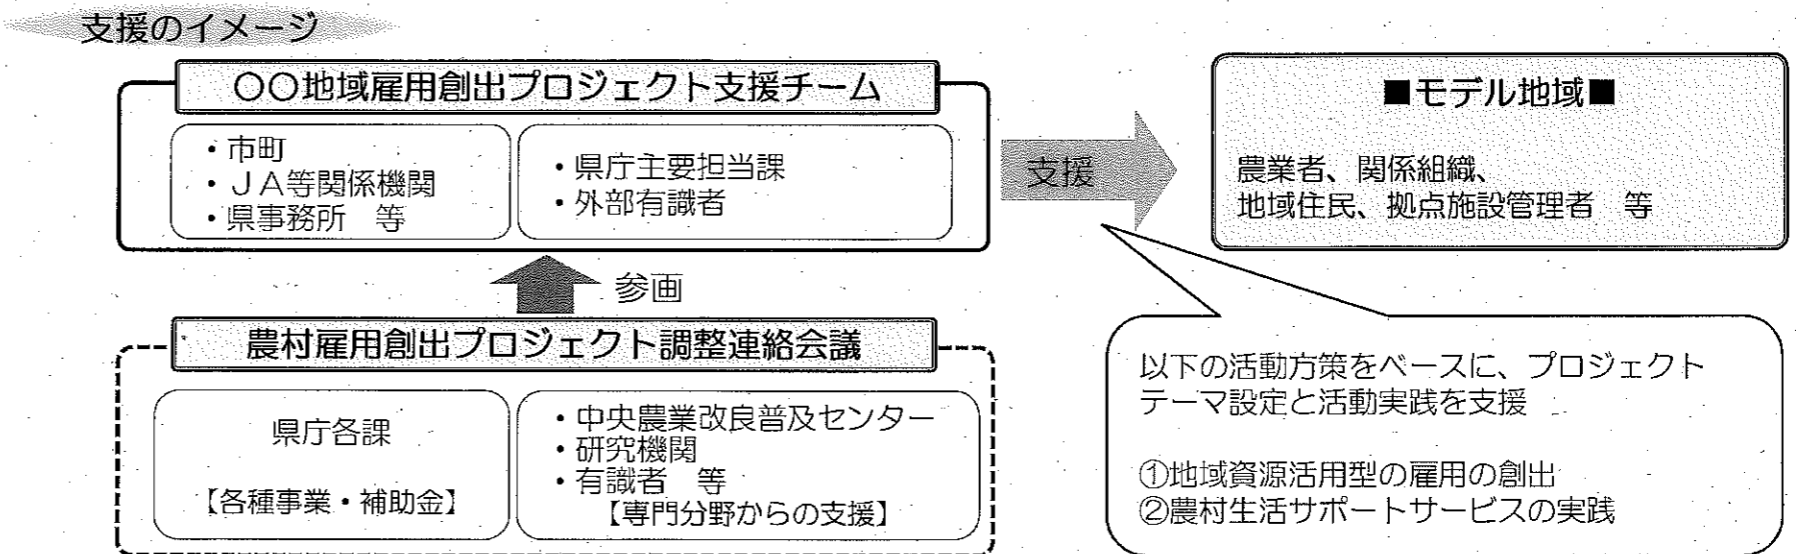 支援のイメージ
〇〇地域雇用創出プロジェクト支援チーム
・市町
・ＪＡ等関係機関
・県事務所　等
・県庁主要担当課
・外部有識者
支援
■モデル地域■
農業者、関係組織、
地域住民、拠点施設管理者　等
参画
農村雇用創出プロジェクト調整連絡会議
県庁各課
【各種事業・補助金】
・中央農業改良普及センター
・研究機関
・有識者　等
【専門分野からの支援】
以下の活動方策をベースに、プロジェクト
テーマ設定と活動実践を支援
①地域資源活用型の雇用の創出
②農村生活サポートサービスの実践